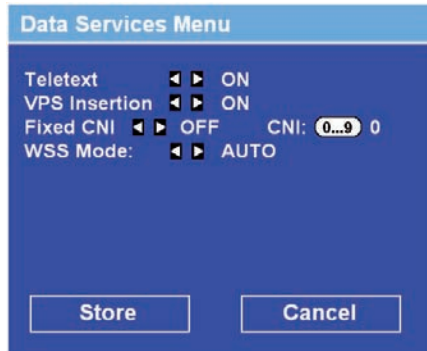 Data Services Menu
Teletext ON
VPS Insertion ON
Fixed CNI OFF CNI: 0...9 0
WSS Mode: AUTO
Store Cancel